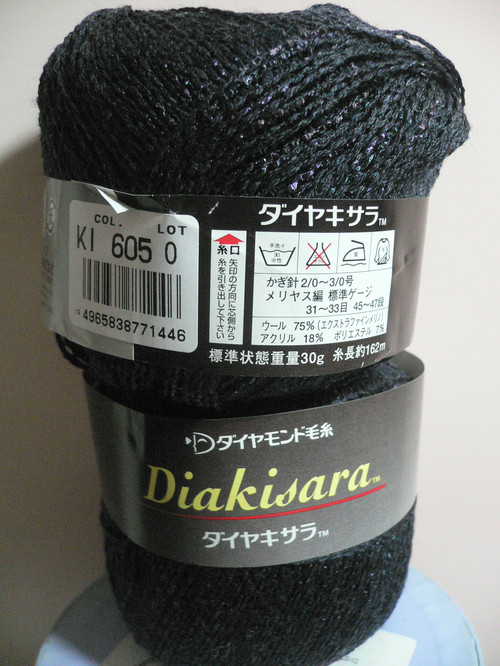 ダイヤキサラ™
COL. LOT
KI 605 0
4965838771446
糸口
矢印の方向に芯側から
糸を引き出して下さい
手洗イ
30
中性
かぎ針2/0〜3/0号
メリヤス編 標準ゲージ
31〜33目 45〜47段
ウール 75%(エクストラファインメリノ)
アクリル 18% ポリエステル 7%
標準状態重量30g 糸長約162m
ダイヤモンド毛糸
Diakisara™
ダイヤキサラ™